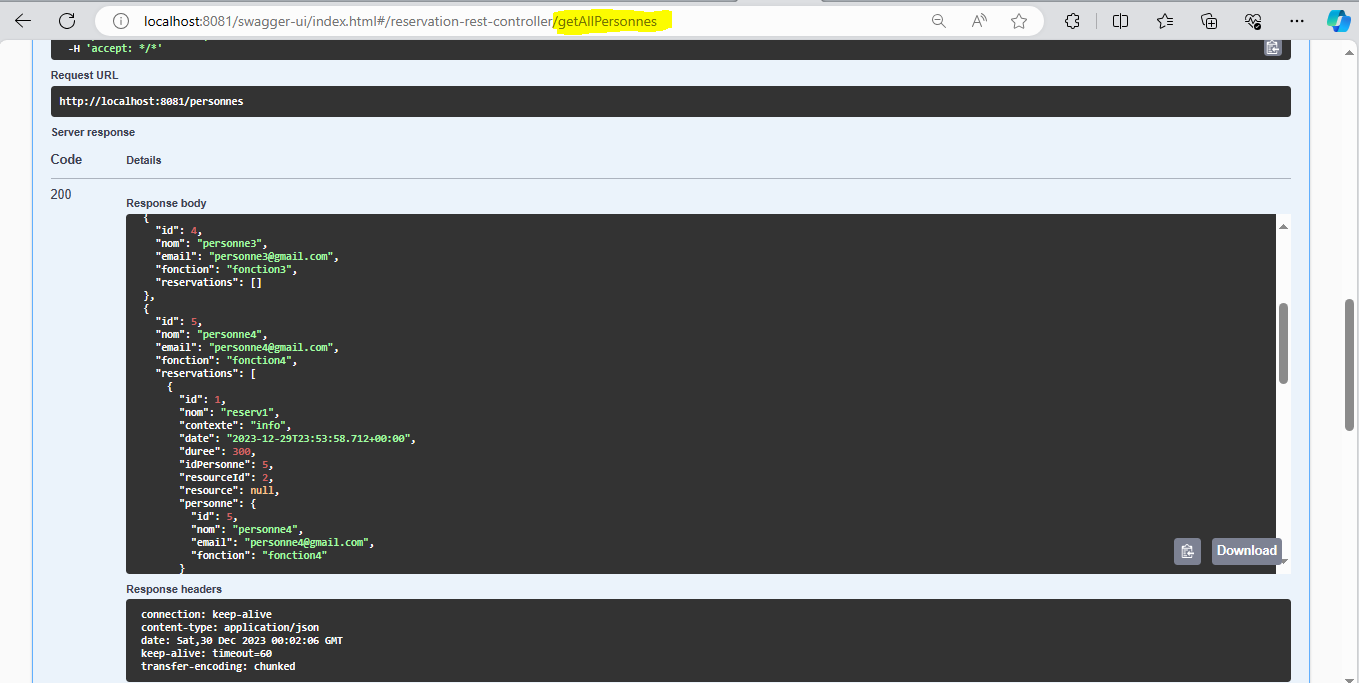 localhost:8081/swagger-ui/index.html#/reservation-rest-controller/getAllPersonnes
-H 'accept: */*'
Request URL
http://localhost:8081/personnes
Server response
Code Details
200
Response body
{
"id": 4,
"nom": "personne3",
"email": "personne3@gmail.com",
"fonction": "fonction3",
"reservations": []
},
{
"id": 5,
"nom": "personne4",
"email": "personne4@gmail.com",
"fonction": "fonction4",
"reservations": [
{
"id": 1,
"nom": "reserv1",
"contexte": "info",
"date": "2023-12-29T23:53:58.712+00:00",
"duree": 300,
"idPersonne": 5,
"resourceId": 2,
"resource": null,
"personne": {
"id": 5,
"nom": "personne4",
"email": "personne4@gmail.com",
"fonction": "fonction4"
}
Download
Response headers
connection: keep-alive
content-type: application/json
date: Sat,30 Dec 2023 00:02:06 GMT
keep-alive: timeout=60
transfer-encoding: chunked